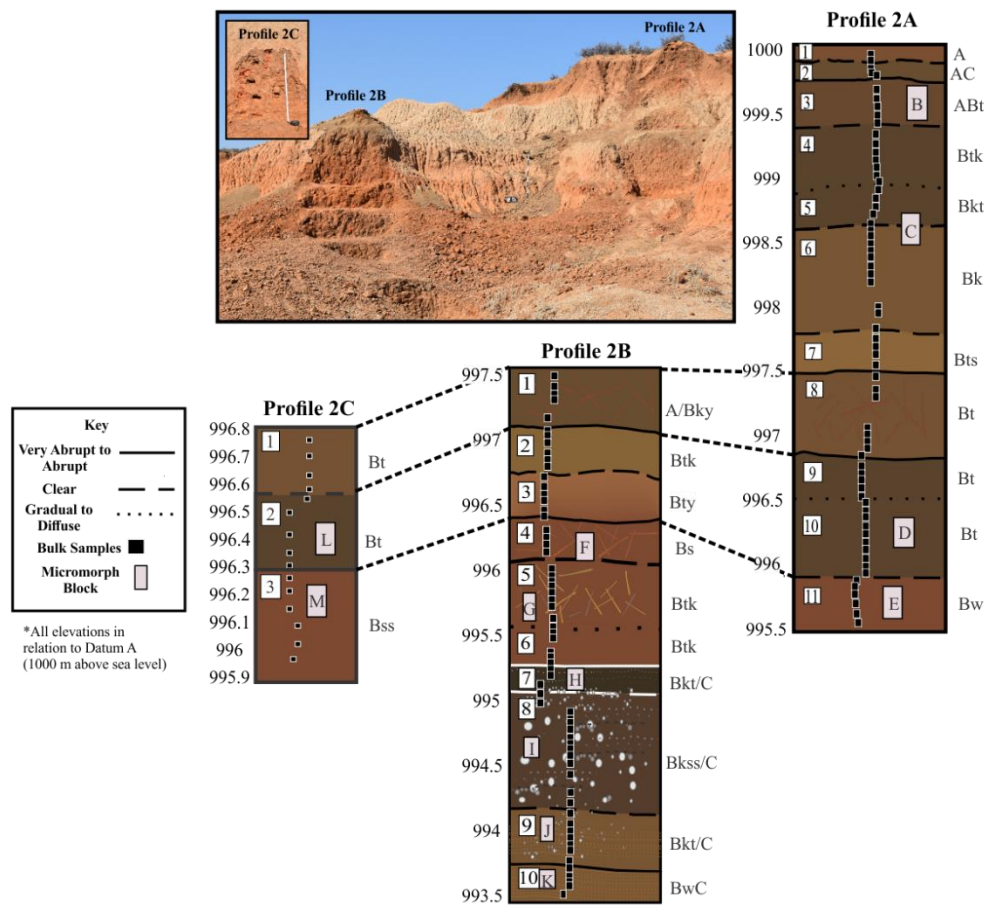 Profile 2C
Profile 2B
Profile 2A
Profile 2A
1000
999.5
999
998.5
998
997.5
997
996.5
996
995.5
1
2
3
4
5
6
7
8
9
10
11
B
C
D
E
A
AC
ABt
Btk
Bkt
Bk
Bts
Bt
Bt
Bt
Bw
Profile 2B
997.5
997
996.5
996
995.5
995
994.5
994
993.5
1
2
3
4
5
6
7
8
9
10
F
G
H
I
J
K
A/Bky
Btk
Bty
Bs
Btk
Btk
Bkt/C
Bkss/C
Bkt/C
BwC
Profile 2C
996.8
996.7
996.6
996.5
996.4
996.3
996.2
996.1
996
995.9
1
2
3
L
M
Bt
Bt
Bss
Key
Very Abrupt to
Abrupt
Clear
Gradual to
Diffuse
Bulk Samples
Micromorph
Block
*All elevations in
relation to Datum A
(1000 m above sea level)